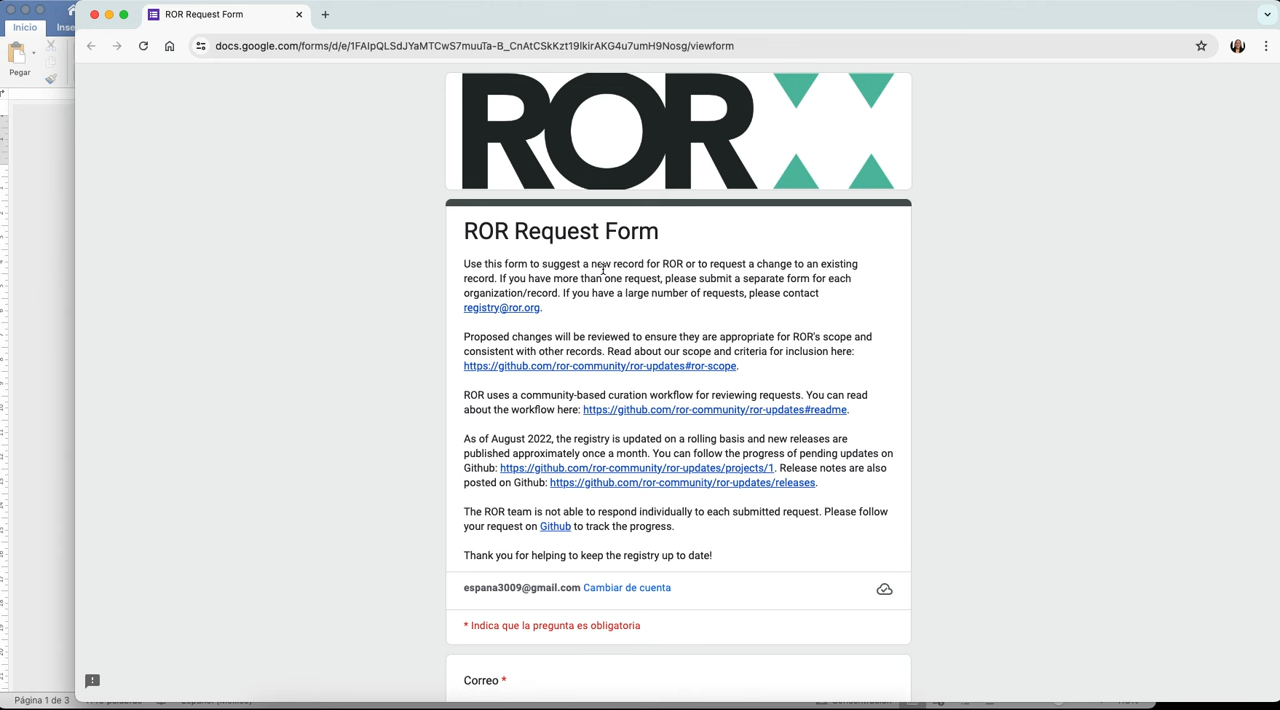 Inicio
Inse
ROR Request Form
docs.google.com/forms/d/e/1FAIpQLSdJYaMTCwS7muuTa-B_CnAtCSkKzt19IkirAKG4u7umH9Nosg/viewform
Pegar
ROR
ROR Request Form
Use this form to suggest a new record for ROR or to request a change to an existing
record. If you have more than one request, please submit a separate form for each
organization/record. If you have a large number of requests, please contact
registry@ror.org.
Proposed changes will be reviewed to ensure they are appropriate for ROR's scope and
consistent with other records. Read about our scope and criteria for inclusion here:
https://github.com/ror-community/ror-updates#ror-scope.
ROR uses a community-based curation workflow for reviewing requests. You can read
about the workflow here: https://github.com/ror-community/ror-updates#readme.
As of August 2022, the registry is updated on a rolling basis and new releases are
published approximately once a month. You can follow the progress of pending updates on
Github: https://github.com/ror-community/ror-updates/projects/1. Release notes are also
posted on Github: https://github.com/ror-community/ror-updates/releases.
The ROR team is not able to respond individually to each submitted request. Please follow
your request on Github to track the progress.
Thank you for helping to keep the registry up to date!
espana3009@gmail.com Cambiar de cuenta
* Indica que la pregunta es obligatoria
Correo *
Página 1 de 3